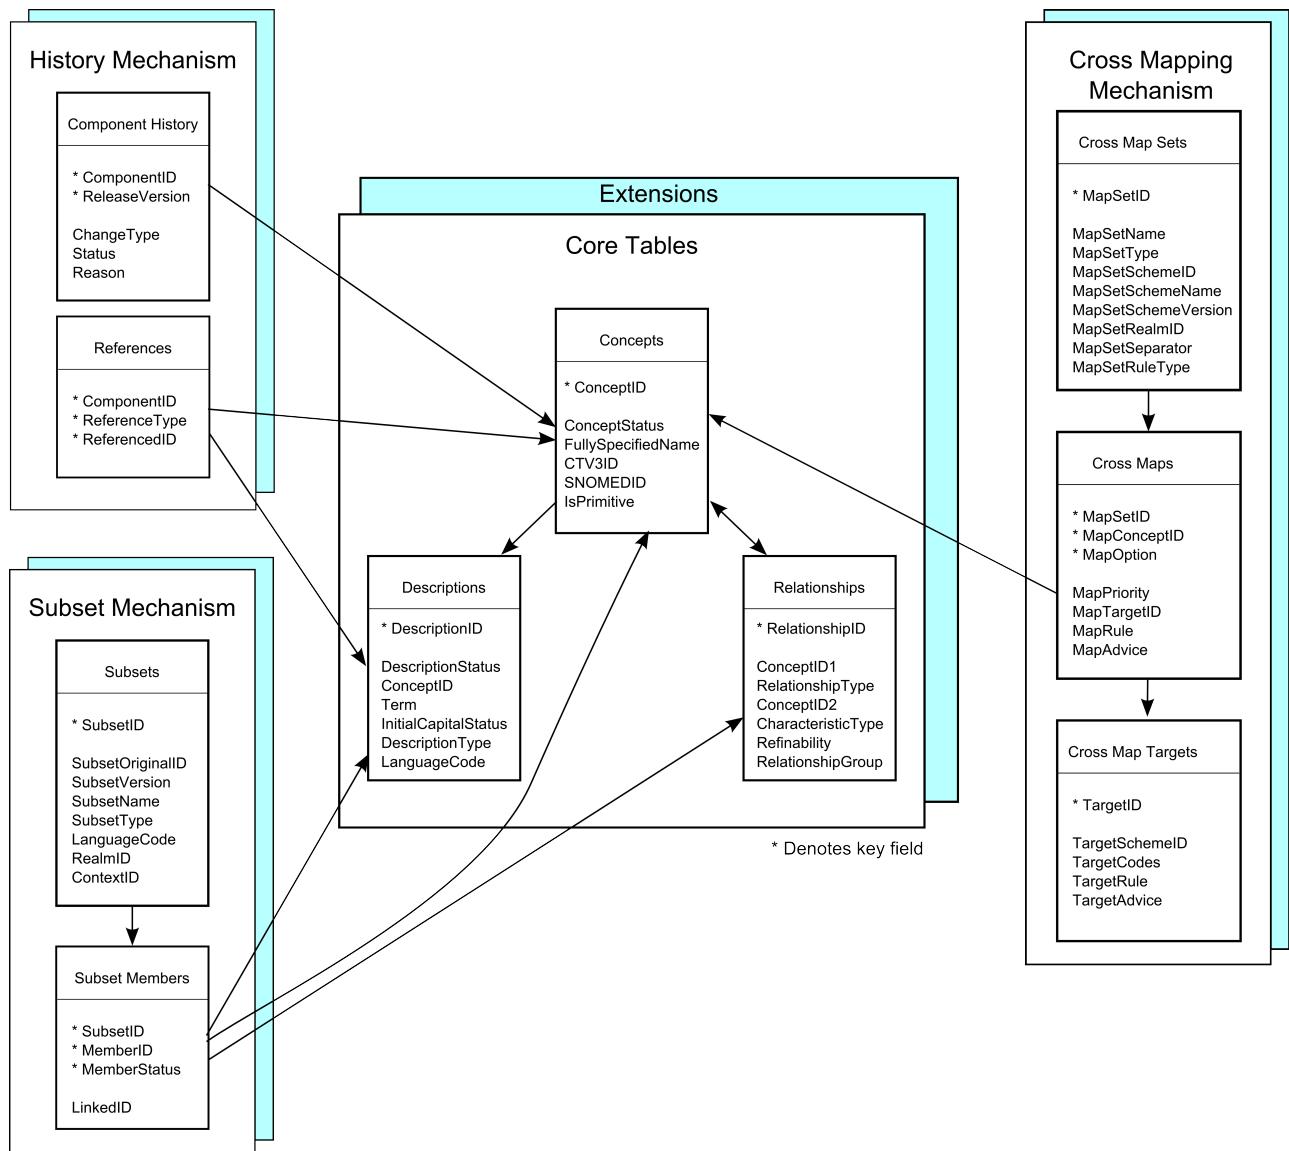 History Mechanism
Component History
* ComponentID
* ReleaseVersion
ChangeType
Status
Reason
References
* ComponentID
* ReferenceType
* ReferencedID
Subset Mechanism
Subsets
* SubsetID
SubsetOriginalID
SubsetVersion
SubsetName
SubsetType
LanguageCode
RealmID
ContextID
Subset Members
* SubsetID
* MemberID
* MemberStatus
LinkedID
Extensions
Core Tables
Concepts
* ConceptID
ConceptStatus
FullySpecifiedName
CTV3ID
SNOMEDID
IsPrimitive
Descriptions
* DescriptionID
DescriptionStatus
ConceptID
Term
InitialCapitalStatus
DescriptionType
LanguageCode
Relationships
* RelationshipID
ConceptID1
RelationshipType
ConceptID2
CharacteristicType
Refinability
RelationshipGroup
* Denotes key field
Cross Mapping
Mechanism
Cross Map Sets
* MapSetID
MapSetName
MapSetType
MapSetSchemeID
MapSetSchemeName
MapSetSchemeVersion
MapSetRealmID
MapSetSeparator
MapSetRuleType
Cross Maps
* MapSetID
* MapConceptID
* MapOption
MapPriority
MapTargetID
MapRule
MapAdvice
Cross Map Targets
* TargetID
TargetSchemeID
TargetCodes
TargetRule
TargetAdvice